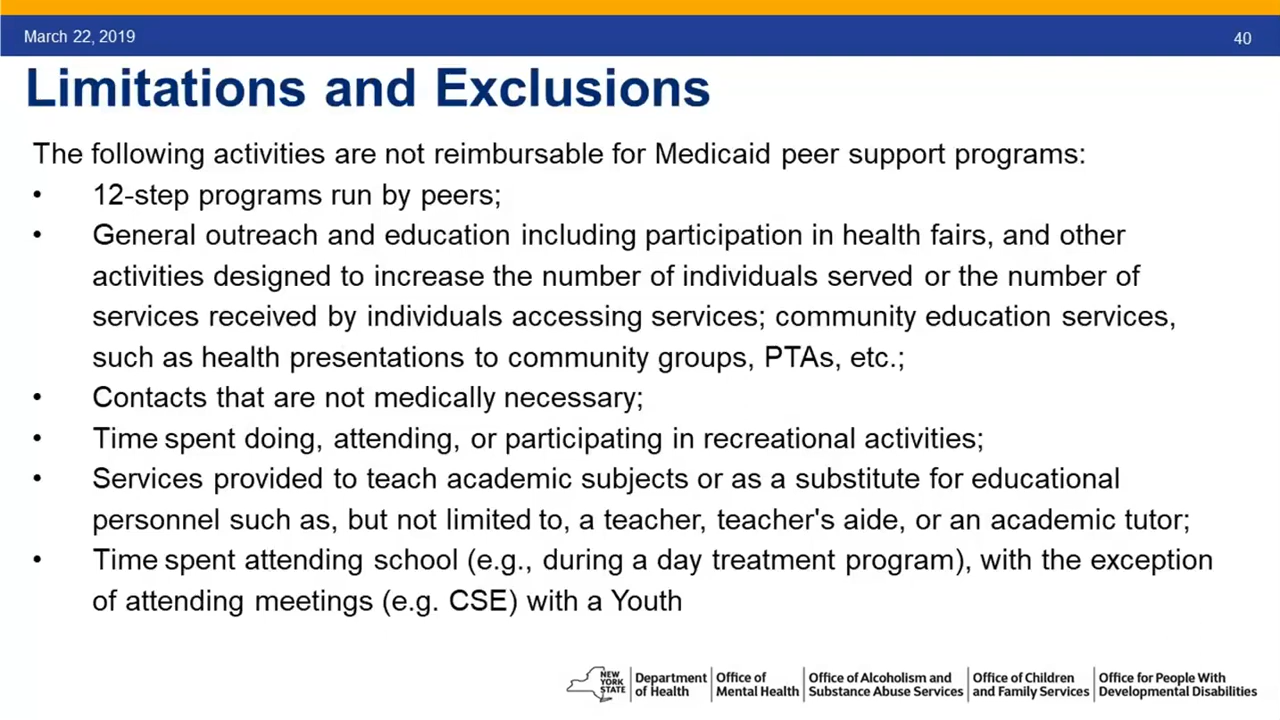 March 22, 2019
40
Limitations and Exclusions
The following activities are not reimbursable for Medicaid peer support programs:
• 12-step programs run by peers;
• General outreach and education including participation in health fairs, and other
activities designed to increase the number of individuals served or the number of
services received by individuals accessing services; community education services,
such as health presentations to community groups, PTAs, etc.;
• Contacts that are not medically necessary;
• Time spent doing, attending, or participating in recreational activities;
• Services provided to teach academic subjects or as a substitute for educational
personnel such as, but not limited to, a teacher, teacher's aide, or an academic tutor;
• Time spent attending school (e.g., during a day treatment program), with the exception
of attending meetings (e.g. CSE) with a Youth
NEW
YORK
STATE
Department
of Health
Office of
Mental Health
Office of Alcoholism and
Substance Abuse Services
Office of Children
and Family Services
Office for People With
Developmental Disabilities